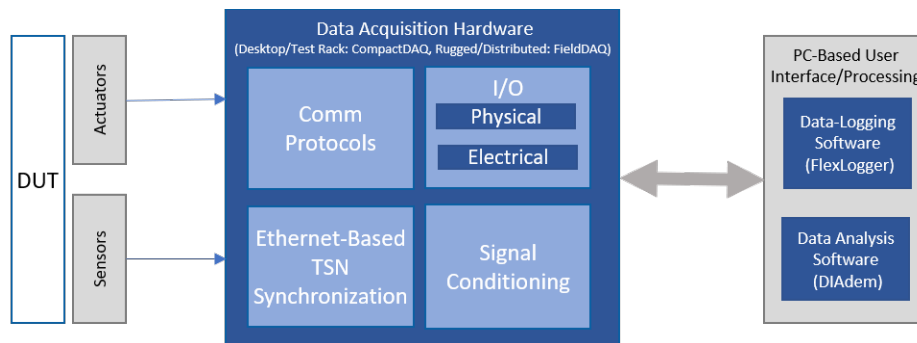 DUT
Actuators
Sensors
Data Acquisition Hardware
(Desktop/Test Rack: CompactDAQ, Rugged/Distributed: FieldDAQ)
Comm
Protocols
I/O
Physical
Electrical
Ethernet-Based
TSN
Synchronization
Signal
Conditioning
PC-Based User
Interface/Processing
Data-Logging
Software
(FlexLogger)
Data Analysis
Software
(DIAdem)